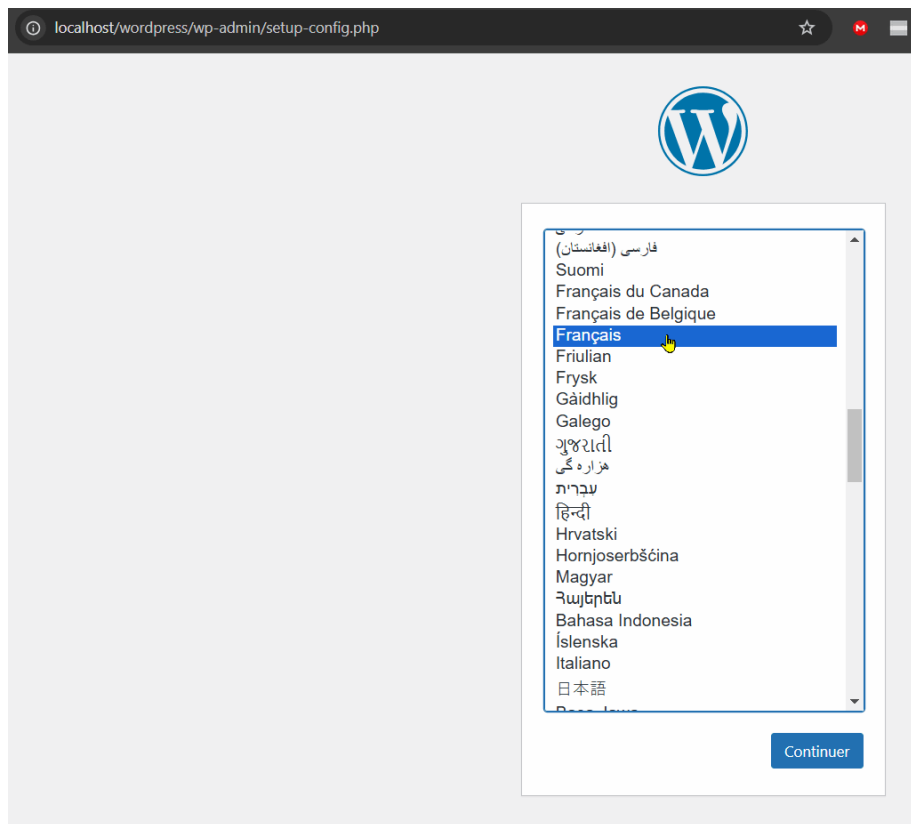 localhost/wordpress/wp-admin/setup-config.php
فارسی (افغانستان)
Suomi
Français du Canada
Français de Belgique
Français
Friulian
Frysk
Gàidhlig
Galego
ગુજરાતી
هزاره گی
עִבְרִית
हिन्दी
Hrvatski
Hornjoserbšćina
Magyar
Հայերեն
Bahasa Indonesia
Íslenska
Italiano
日本語
Continuer